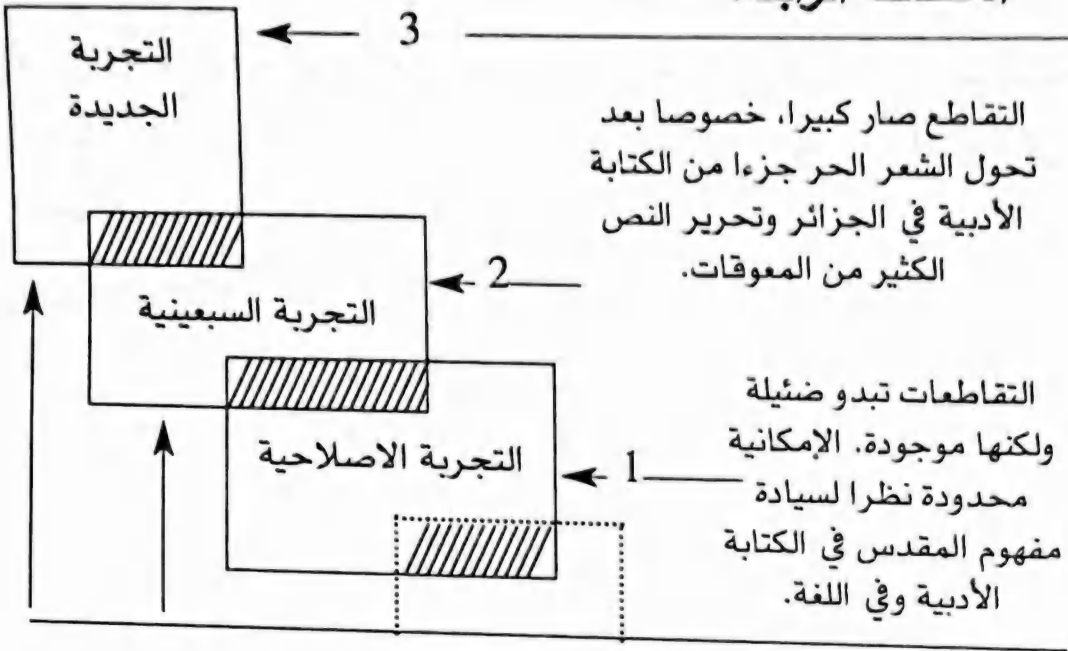 3
التجربة
الجديدة
التقاطع صار كبيرا، خصوصا بعد
تحول الشعر الحر جزءا من الكتابة
الأدبية في الجزائر وتحرير النص
الكثير من المعوقات.
2
التجربة السبعينية
التقاطعات تبدو ضئيلة
ولكنها موجودة. الإمكانية
محدودة نظرا لسيادة
مفهوم المقدس في الكتابة
الأدبية وفي اللغة.
1
التجربة الاصلاحية